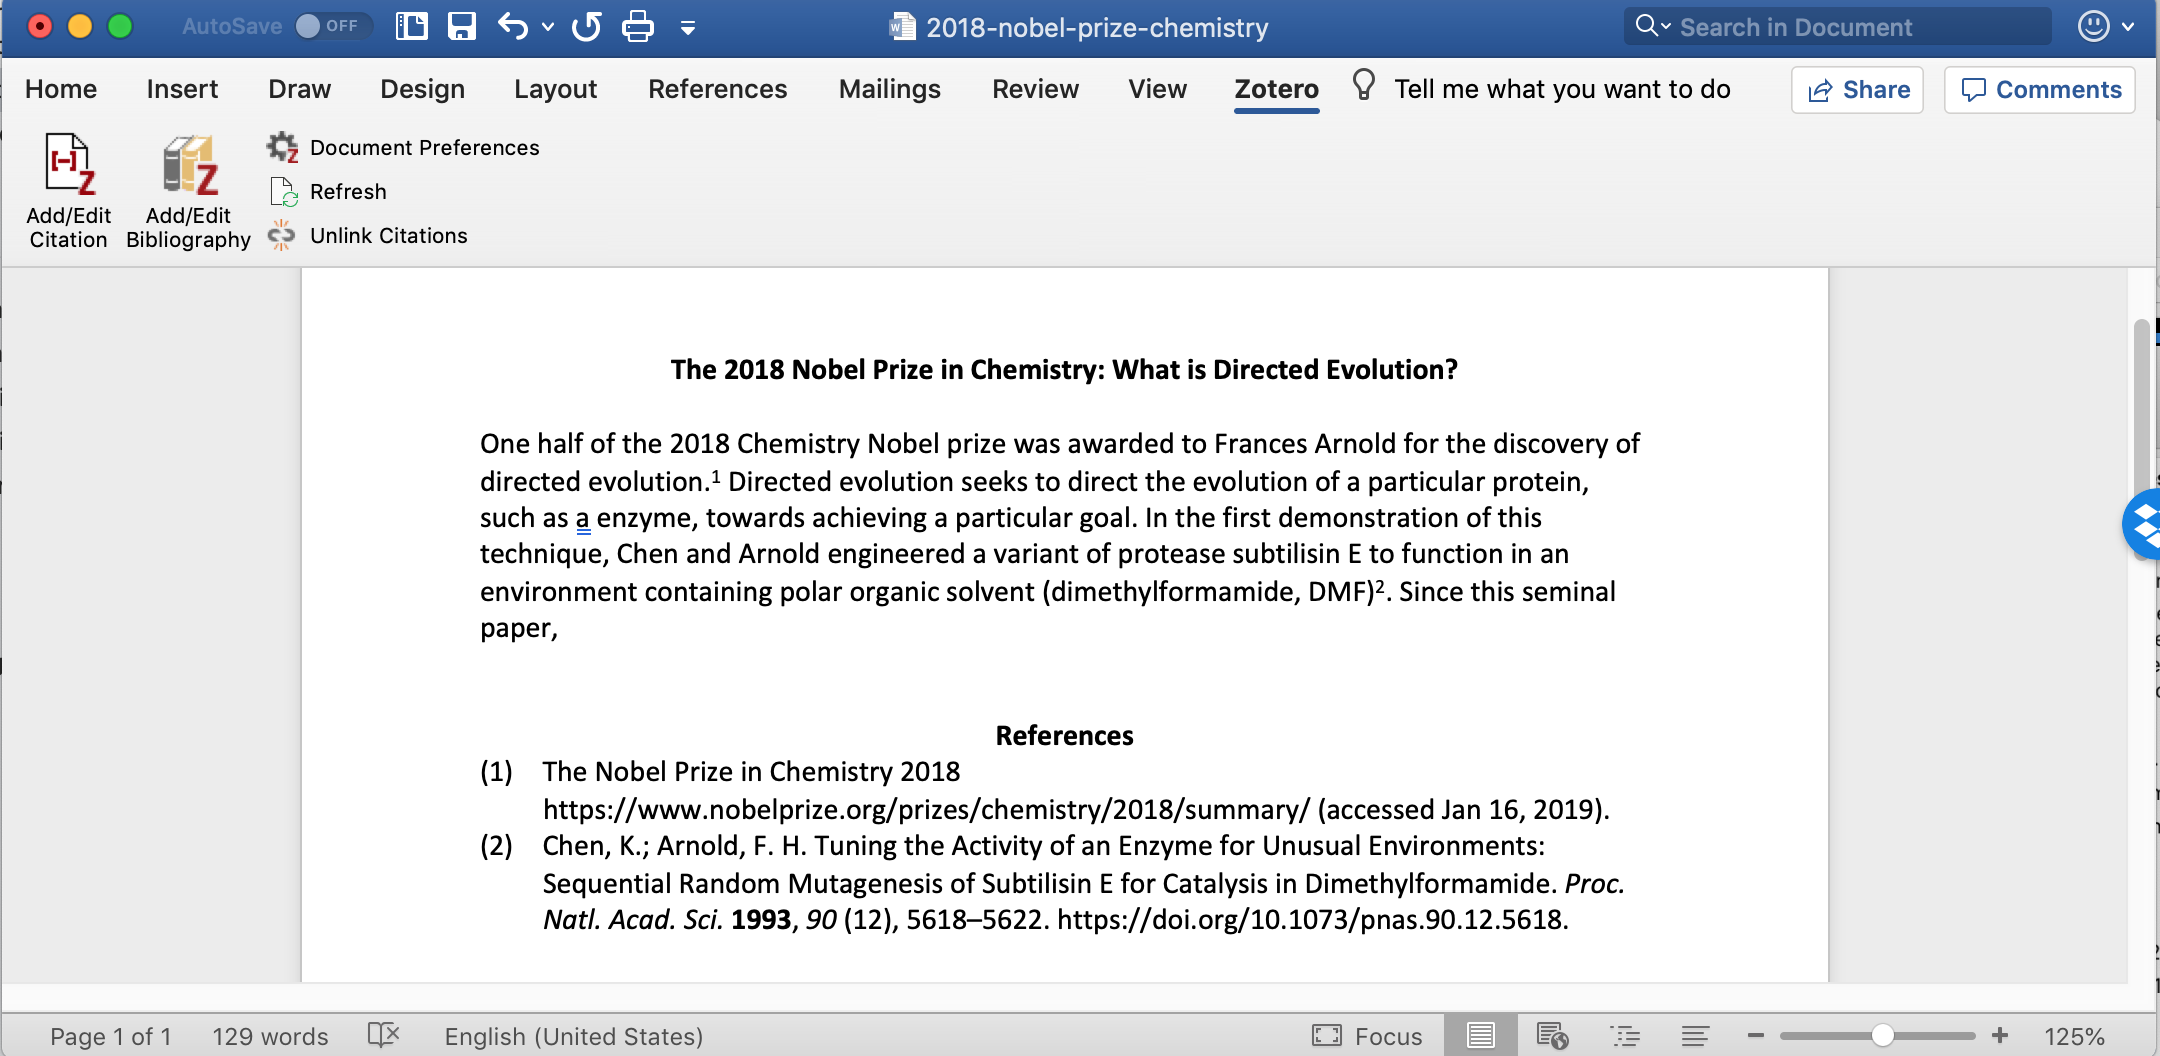 AutoSave OFF 2018-nobel-prize-chemistry Search in Document
Home Insert Draw Design Layout References Mailings Review View Zotero Tell me what you want to do Share Comments
Add/Edit Citation
Add/Edit Bibliography
Document Preferences
Refresh
Unlink Citations
The 2018 Nobel Prize in Chemistry: What is Directed Evolution?
One half of the 2018 Chemistry Nobel prize was awarded to Frances Arnold for the discovery of
directed evolution.¹ Directed evolution seeks to direct the evolution of a particular protein,
such as a enzyme, towards achieving a particular goal. In the first demonstration of this
technique, Chen and Arnold engineered a variant of protease subtilisin E to function in an
environment containing polar organic solvent (dimethylformamide, DMF)². Since this seminal
paper,
References
(1) The Nobel Prize in Chemistry 2018
https://www.nobelprize.org/prizes/chemistry/2018/summary/ (accessed Jan 16, 2019).
(2) Chen, K.; Arnold, F. H. Tuning the Activity of an Enzyme for Unusual Environments:
Sequential Random Mutagenesis of Subtilisin E for Catalysis in Dimethylformamide. Proc.
Natl. Acad. Sci. 1993, 90 (12), 5618–5622. https://doi.org/10.1073/pnas.90.12.5618.
Page 1 of 1 129 words English (United States) Focus 125%